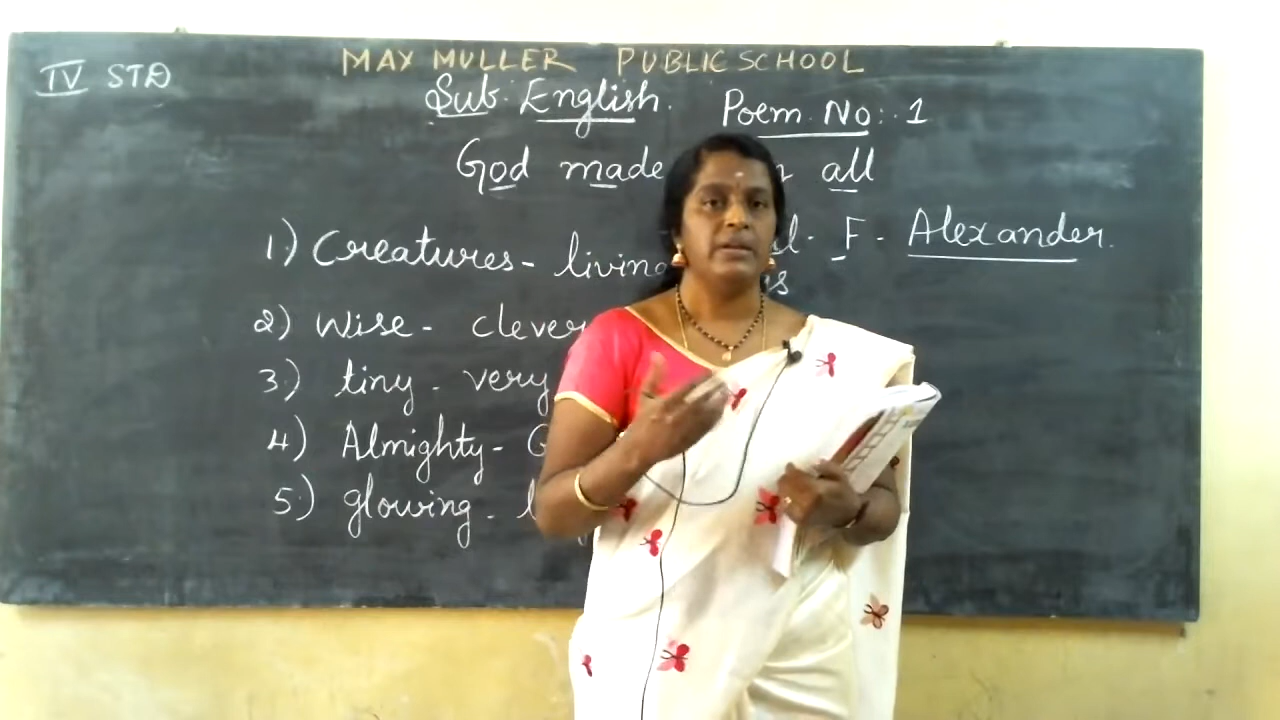 MAX MULLER PUBLIC SCHOOL
IV STD
Sub. English. Poem No: 1
God made all
F. Alexander.
1) Creatures - living
2) Wise - clever
3) tiny - very
4) Almighty - G
5) glowing -